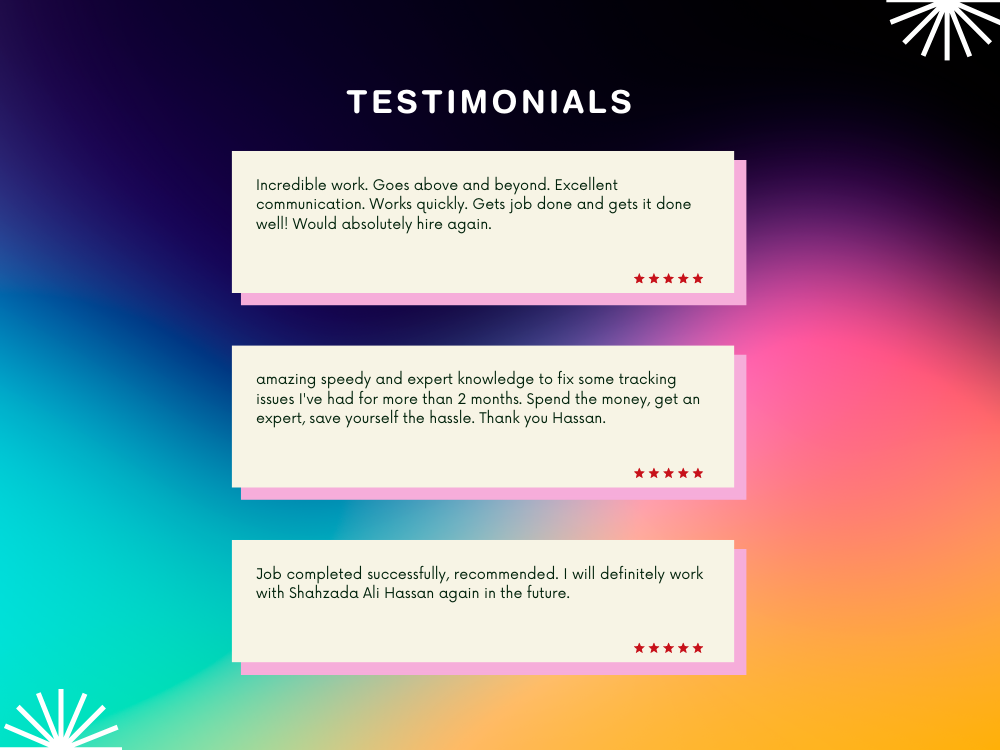 TESTIMONIALS
Incredible work. Goes above and beyond. Excellent
communication. Works quickly. Gets job done and gets it done
well! Would absolutely hire again.
amazing speedy and expert knowledge to fix some tracking
issues I've had for more than 2 months. Spend the money, get an
expert, save yourself the hassle. Thank you Hassan.
Job completed successfully, recommended. I will definitely work
with Shahzada Ali Hassan again in the future.